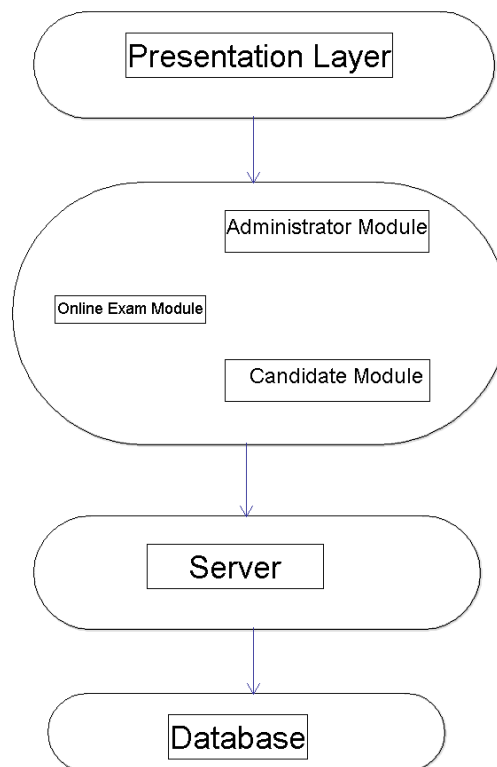 Presentation Layer
Administrator Module
Online Exam Module
Candidate Module
Server
Database